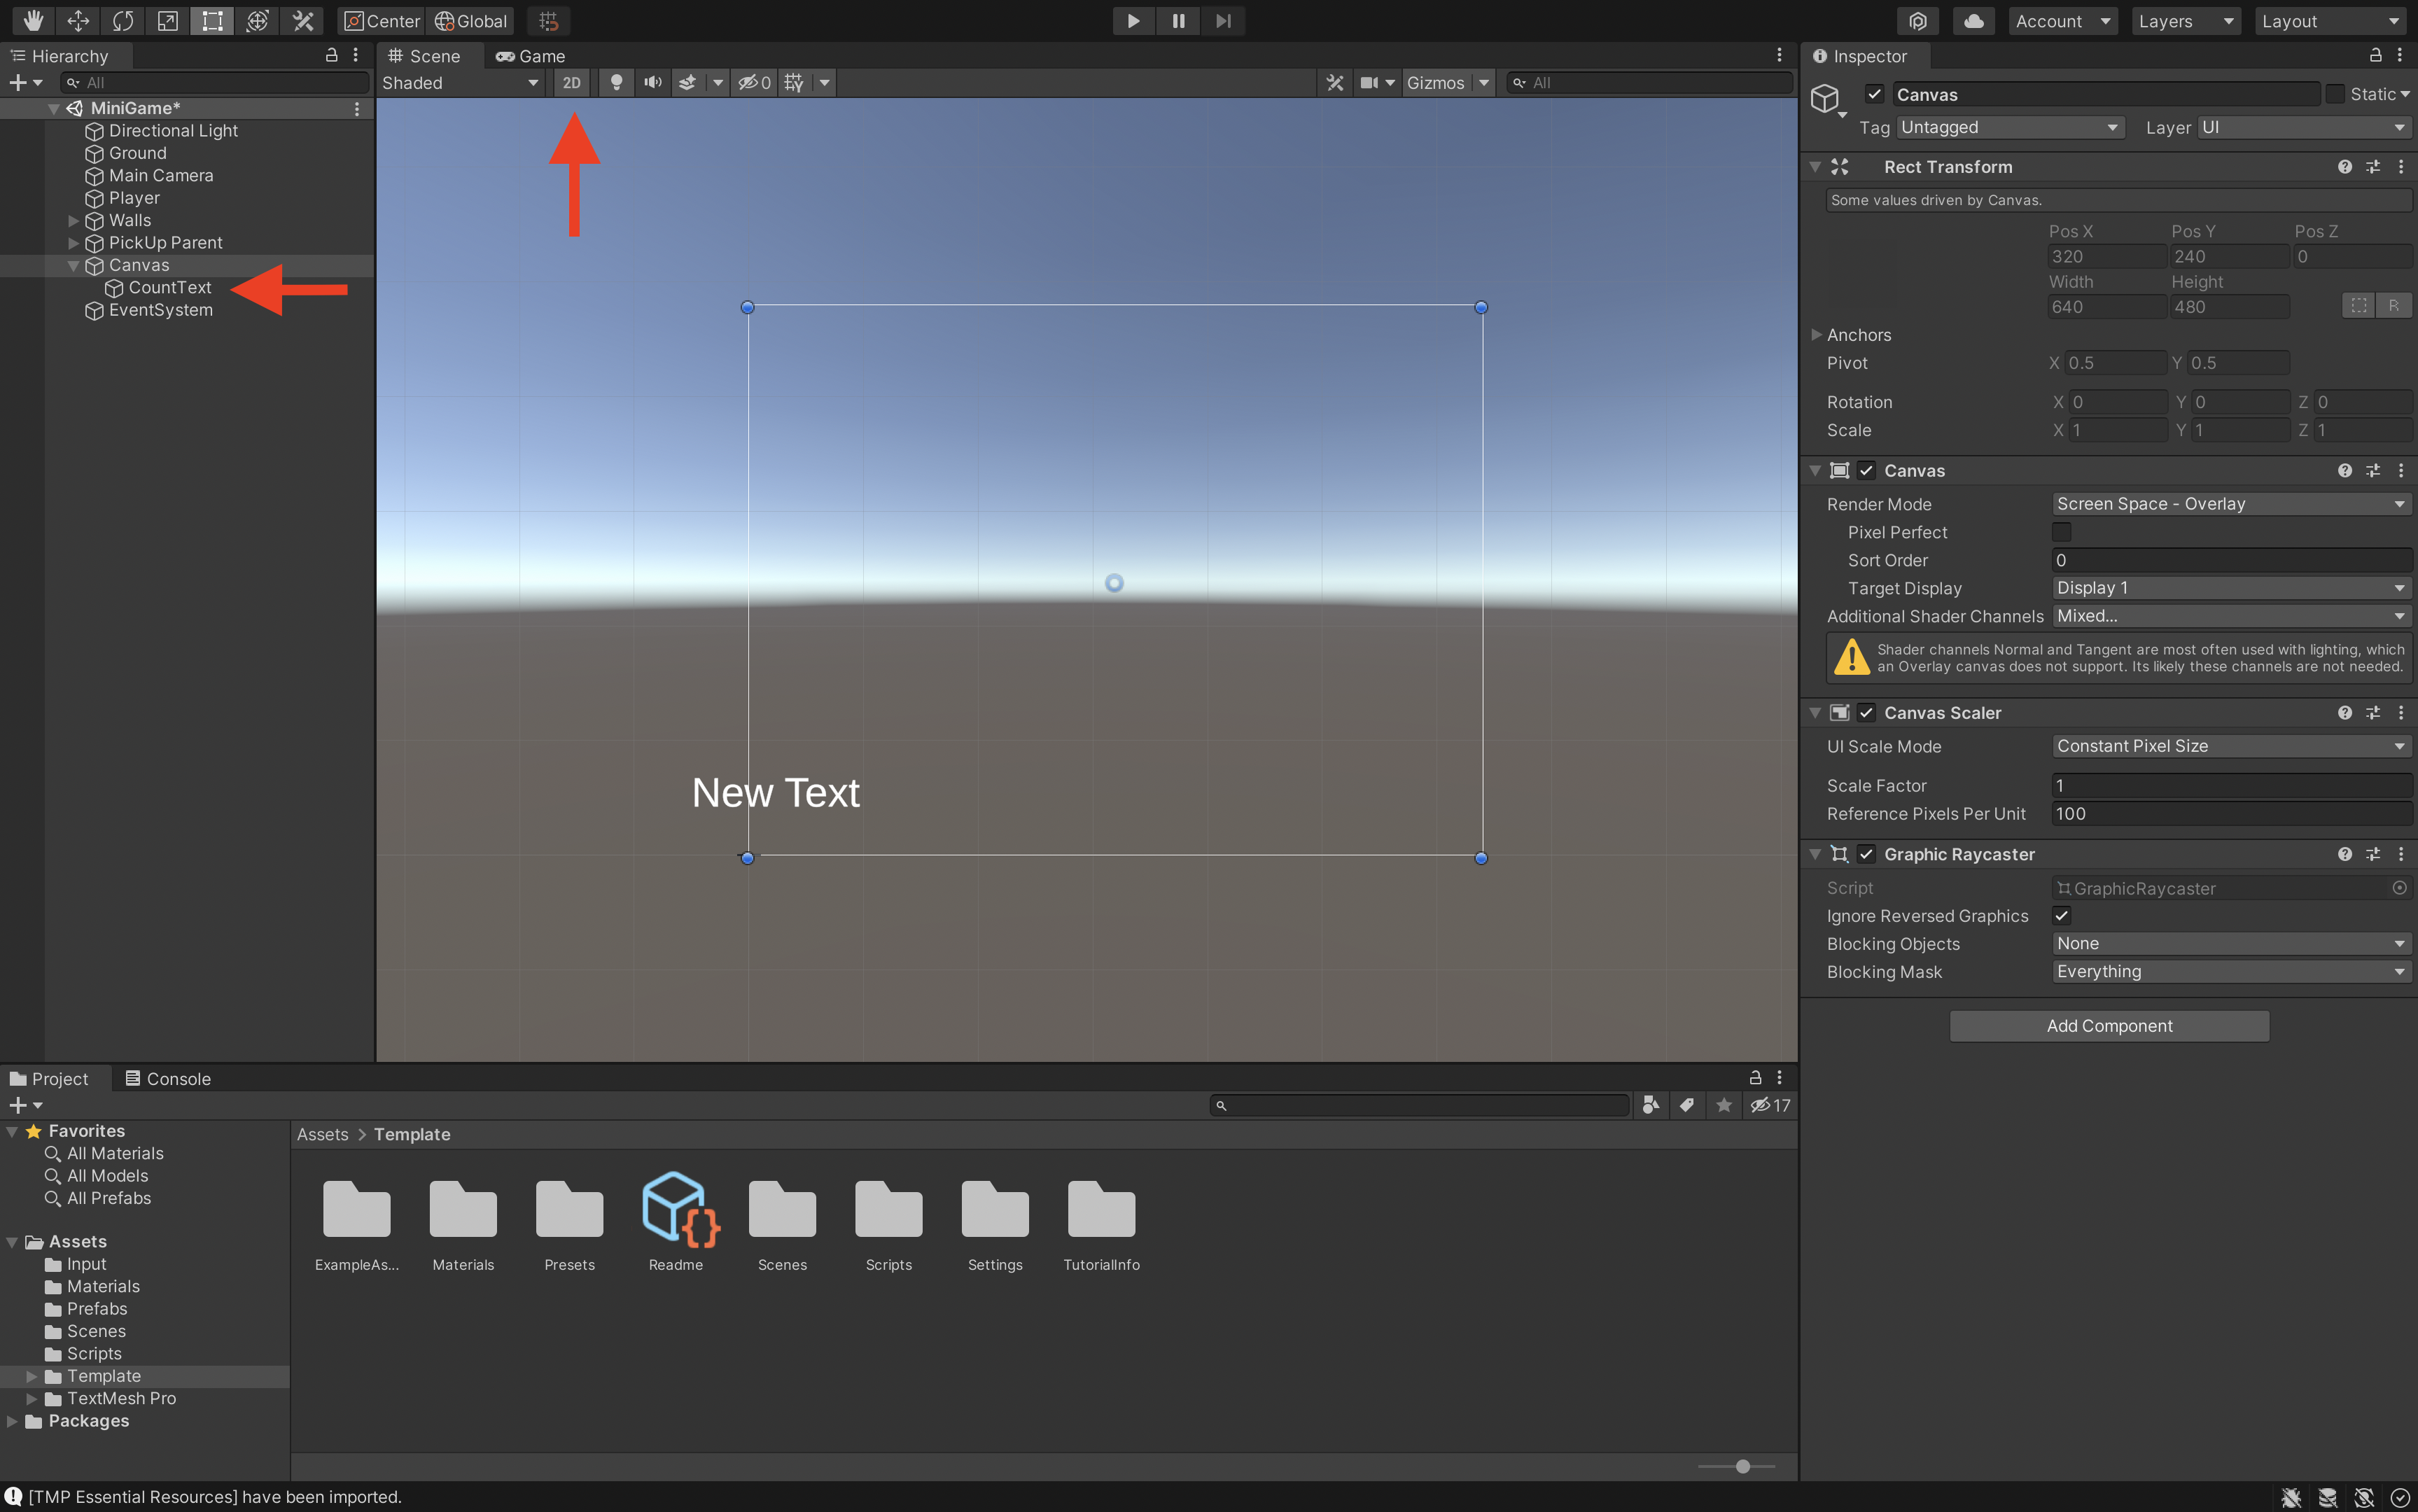 Center Global Account Layers Layout
Hierarchy
All
MiniGame*
Directional Light
Ground
Main Camera
Player
Walls
PickUp Parent
Canvas
CountText
EventSystem
Scene Game
Shaded 2D 0 Gizmos All
New Text
Inspector
Canvas Static
Tag Untagged Layer UI
Rect Transform
Some values driven by Canvas.
Pos X Pos Y Pos Z
320 240 0
Width Height
640 480 R
Anchors
Pivot X 0.5 Y 0.5
Rotation X 0 Y 0 Z 0
Scale X 1 Y 1 Z 1
Canvas
Render Mode Screen Space - Overlay
Pixel Perfect
Sort Order 0
Target Display Display 1
Additional Shader Channels Mixed...
Shader channels Normal and Tangent are most often used with lighting, which
an Overlay canvas does not support. Its likely these channels are not needed.
Canvas Scaler
UI Scale Mode Constant Pixel Size
Scale Factor 1
Reference Pixels Per Unit 100
Graphic Raycaster
Script GraphicRaycaster
Ignore Reversed Graphics
Blocking Objects None
Blocking Mask Everything
Add Component
Project Console
17
Favorites
All Materials
All Models
All Prefabs
Assets
Input
Materials
Prefabs
Scenes
Scripts
Template
TextMesh Pro
Packages
Assets > Template
ExampleAs... Materials Presets Readme Scenes Scripts Settings TutorialInfo
[TMP Essential Resources] have been imported.